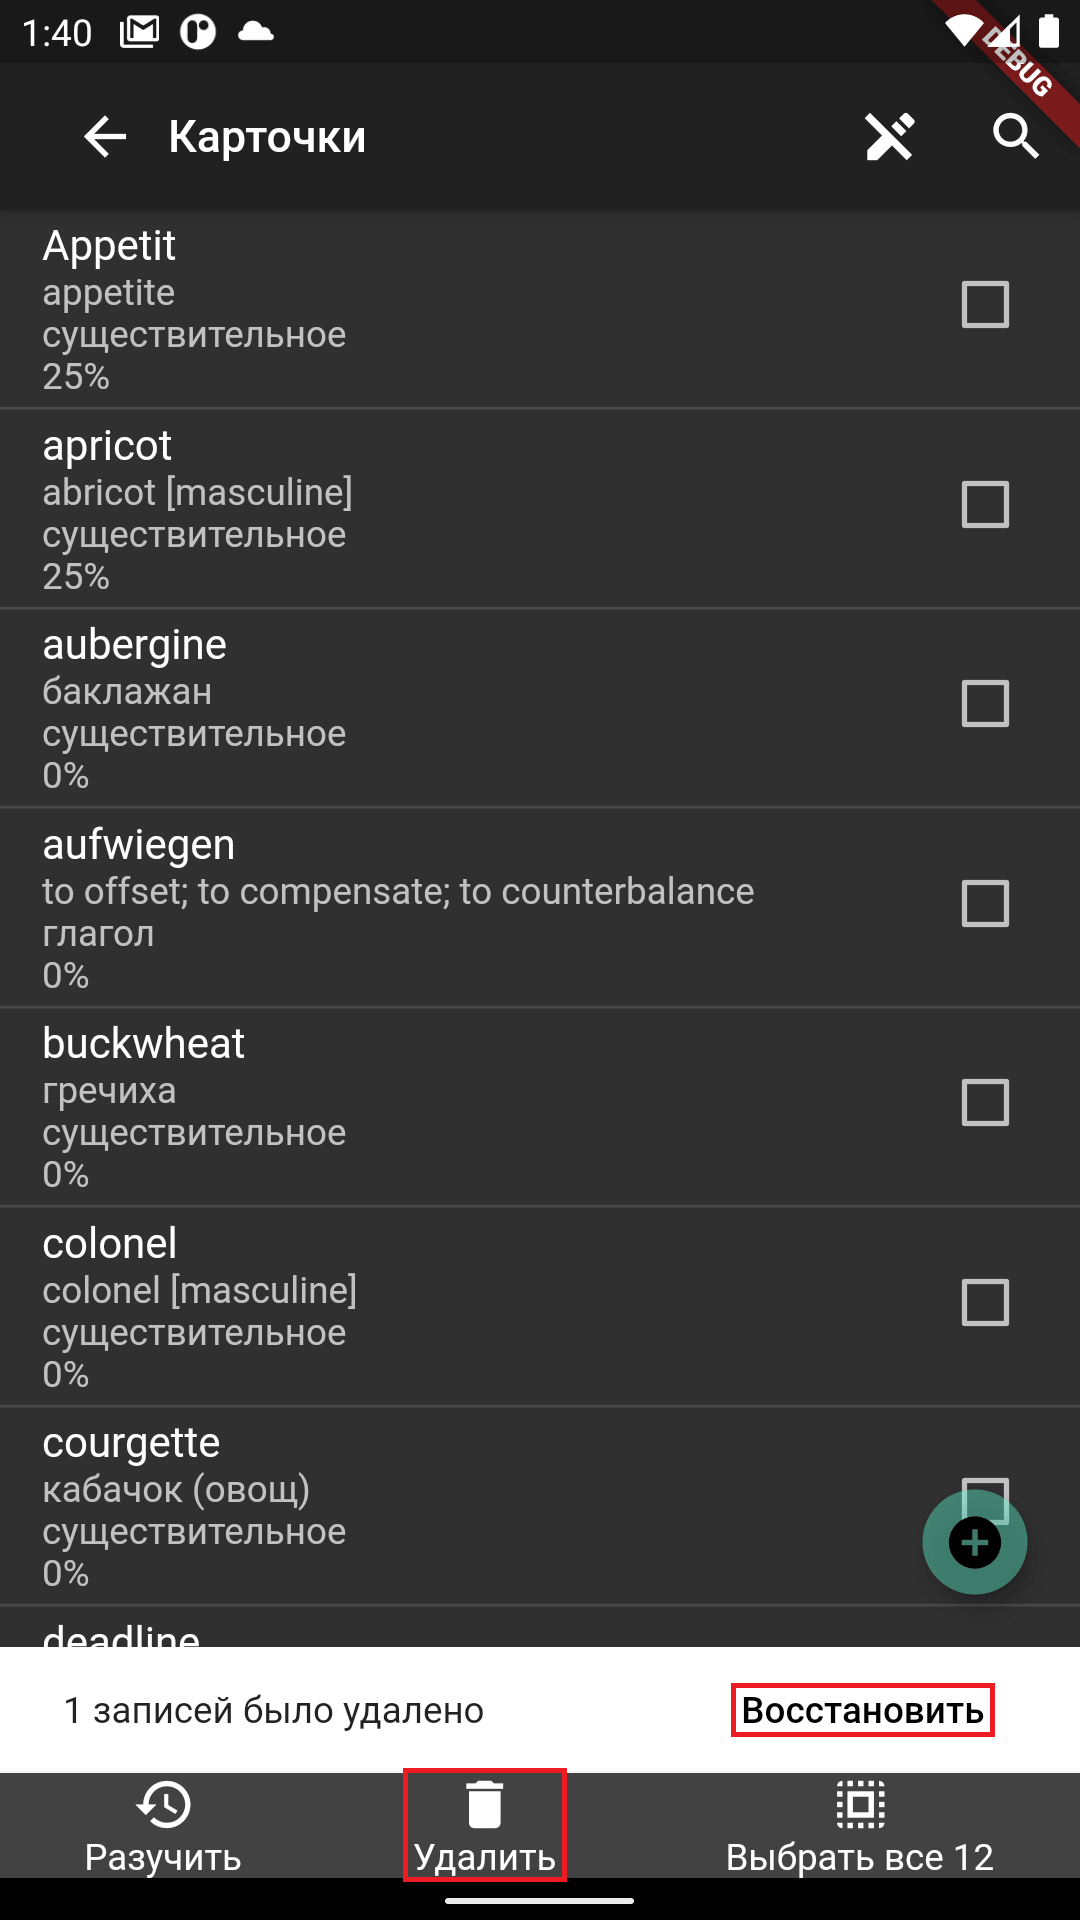 1:40
DEBUG
Карточки
Appetit
appetite
существительное
25%
apricot
abricot [masculine]
существительное
25%
aubergine
баклажан
существительное
0%
aufwiegen
to offset; to compensate; to counterbalance
глагол
0%
buckwheat
гречиха
существительное
0%
colonel
colonel [masculine]
существительное
0%
courgette
кабачок (овощ)
существительное
0%
deadline
1 записей было удалено
Восстановить
Разучить
Удалить
Выбрать все 12